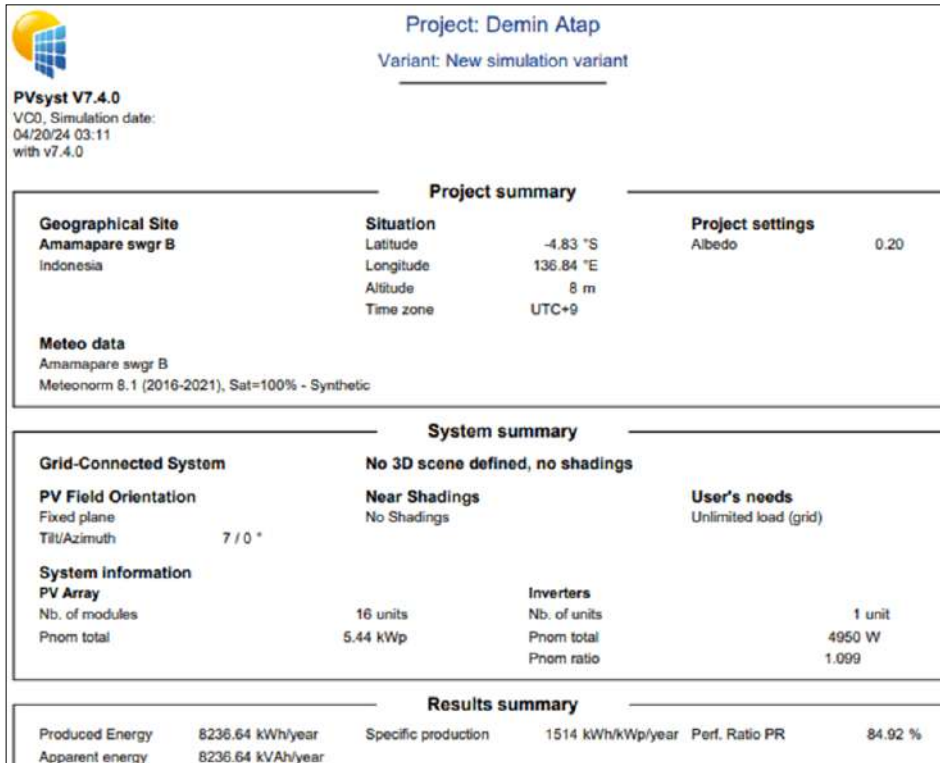 Project: Demin Atap
Variant: New simulation variant
PVsyst V7.4.0
VC0, Simulation date:
04/20/24 03:11
with v7.4.0
Project summary
Geographical Site Situation Project settings
Amamapare swgr B Latitude -4.83 °S Albedo 0.20
Indonesia Longitude 136.84 °E
Altitude 8 m
Time zone UTC+9
Meteo data
Amamapare swgr B
Meteonorm 8.1 (2016-2021), Sat=100% - Synthetic
System summary
Grid-Connected System No 3D scene defined, no shadings
PV Field Orientation Near Shadings User's needs
Fixed plane No Shadings Unlimited load (grid)
Tilt/Azimuth 7 / 0 °
System information
PV Array Inverters
Nb. of modules 16 units Nb. of units 1 unit
Pnom total 5.44 kWp Pnom total 4950 W
Pnom ratio 1.099
Results summary
Produced Energy 8236.64 kWh/year Specific production 1514 kWh/kWp/year Perf. Ratio PR 84.92 %
Apparent energy 8236.64 kVAh/year